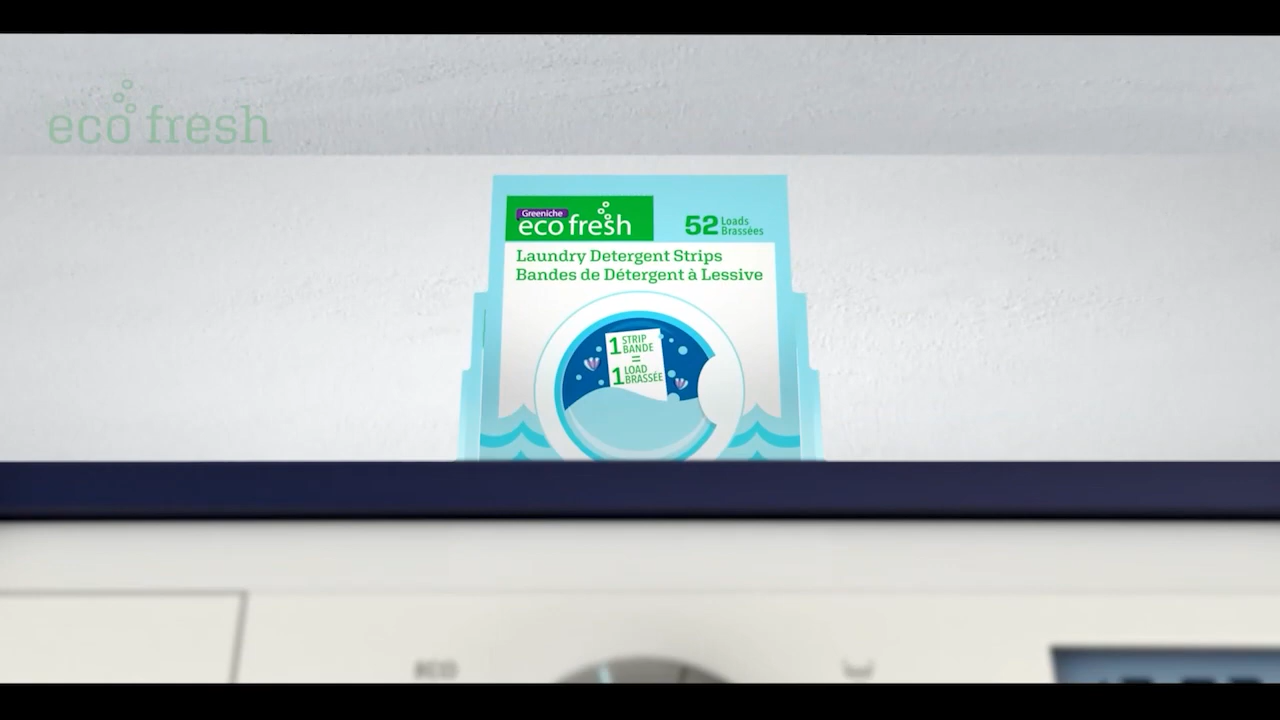 eco fresh
Greeniche
eco fresh
52 Loads
Brassées
Laundry Detergent Strips
Bandes de Détergent à Lessive
1 STRIP
BANDE
=
1 LOAD
BRASSÉE
eco